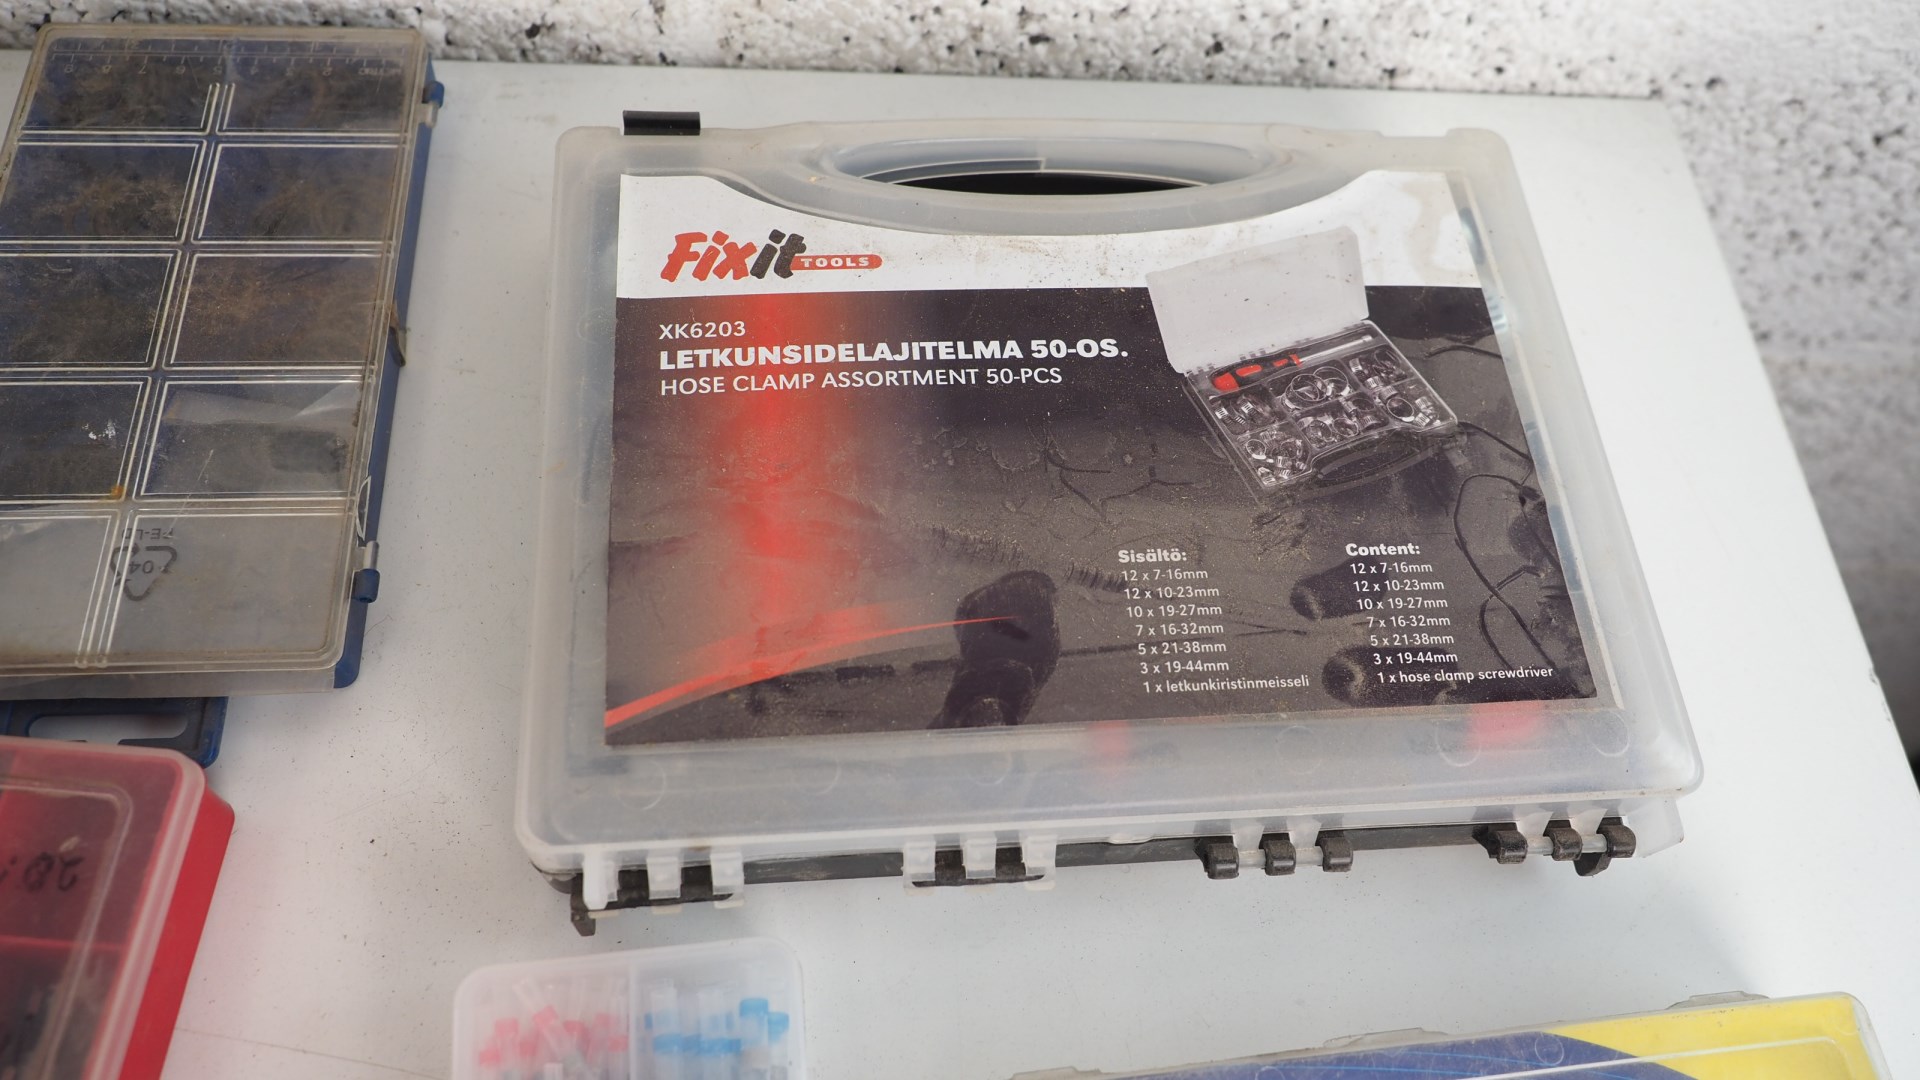 Fixit TOOLS
XK6203
LETKUNSIDELAJITELMA 50-OS.
HOSE CLAMP ASSORTMENT 50-PCS
Sisältö:
12 x 7-16mm
12 x 10-23mm
10 x 19-27mm
7 x 16-32mm
5 x 21-38mm
3 x 19-44mm
1 x letkunkiristinmeisseli
Content:
12 x 7-16mm
12 x 10-23mm
10 x 19-27mm
7 x 16-32mm
5 x 21-38mm
3 x 19-44mm
1 x hose clamp screwdriver